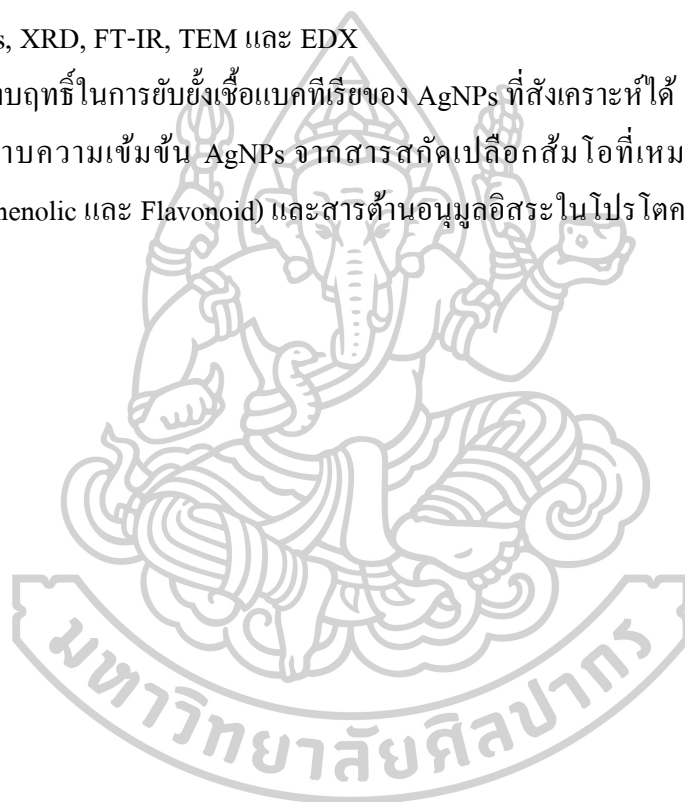 s, XRD, FT-IR, TEM และ EDX
บฤทธิ์ในการยับยั้งเชื้อแบคทีเรียของ AgNPs ที่สังเคราะห์ได้
าบความเข้มข้น AgNPs จากสารสกัดเปลือกส้มโอที่เหม
henolic และ Flavonoid) และสารต้านอนุมูลอิสระในโปรโตค
มหาวิทยาลัยศิลปากร